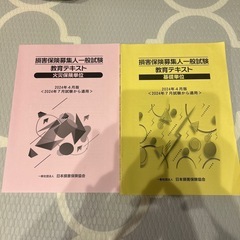 損害保険募集人一般試験
教育テキスト
火災保険単位
2024年4月版
<2024年7月試験から適用>
一般社団法人 日本損害保険協会
損害保険募集人一般試験
教育テキスト
基礎単位
2024年4月版
<2024年7月試験から適用>
一般社団法人 日本損害保険協会